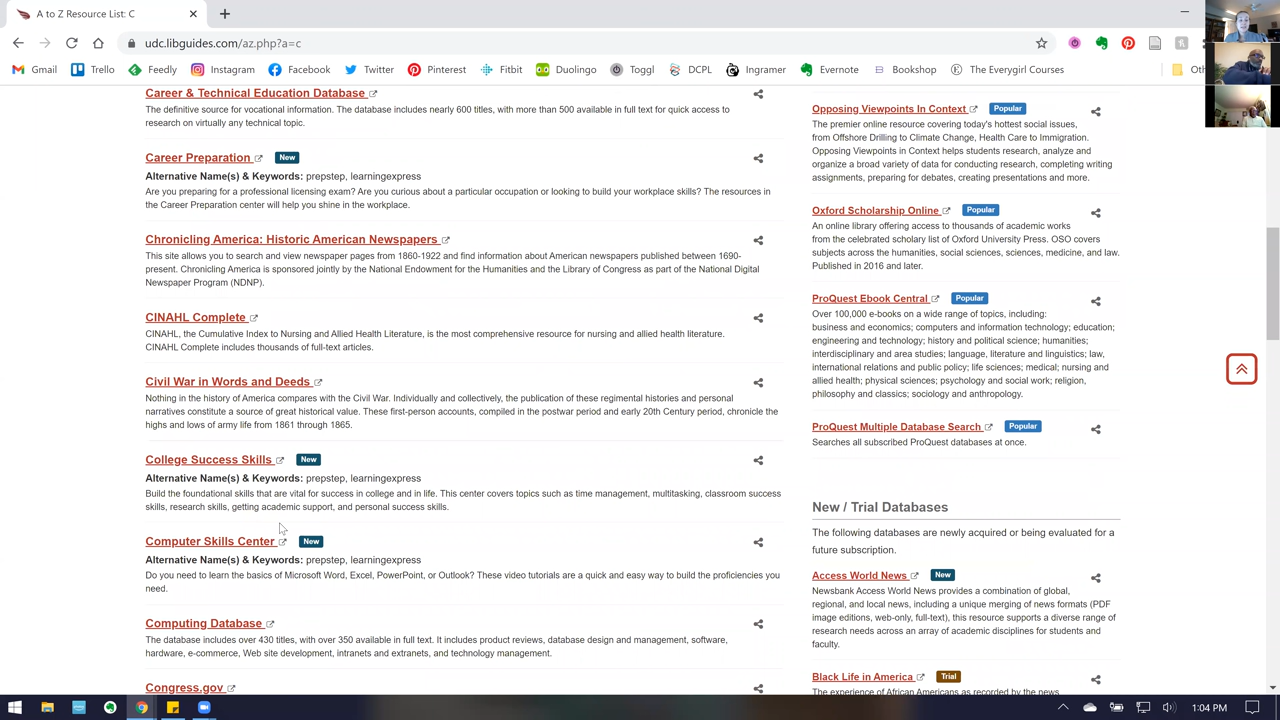 A to Z Resource List: C
udc.libguides.com/az.php?a=c
Gmail Trello Feedly Instagram Facebook Twitter Pinterest Fitbit Duolingo Toggl DCPL Ingramer Evernote Bookshop The Everygirl Courses
Career & Technical Education Database
The definitive source for vocational information. The database includes nearly 600 titles, with more than 500 available in full text for quick access to
research on virtually any technical topic.
Career Preparation New
Alternative Name(s) & Keywords: prepstep, learningexpress
Are you preparing for a professional licensing exam? Are you curious about a particular occupation or looking to build your workplace skills? The resources in
the Career Preparation center will help you shine in the workplace.
Chronicling America: Historic American Newspapers
This site allows you to search and view newspaper pages from 1860-1922 and find information about American newspapers published between 1690-
present. Chronicling America is sponsored jointly by the National Endowment for the Humanities and the Library of Congress as part of the National Digital
Newspaper Program (NDNP).
CINAHL Complete
CINAHL, the Cumulative Index to Nursing and Allied Health Literature, is the most comprehensive resource for nursing and allied health literature.
CINAHL Complete includes thousands of full-text articles.
Civil War in Words and Deeds
Nothing in the history of America compares with the Civil War. Individually and collectively, the publication of these regimental histories and personal
narratives constitute a source of great historical value. These first-person accounts, compiled in the postwar period and early 20th Century period, chronicle the
highs and lows of army life from 1861 through 1865.
College Success Skills New
Alternative Name(s) & Keywords: prepstep, learningexpress
Build the foundational skills that are vital for success in college and in life. This center covers topics such as time management, multitasking, classroom success
skills, research skills, getting academic support, and personal success skills.
Computer Skills Center New
Alternative Name(s) & Keywords: prepstep, learningexpress
Do you need to learn the basics of Microsoft Word, Excel, PowerPoint, or Outlook? These video tutorials are a quick and easy way to build the proficiencies you
need.
Computing Database
The database includes over 430 titles, with over 350 available in full text. It includes product reviews, database design and management, software,
hardware, e-commerce, Web site development, intranets and extranets, and technology management.
Congress.gov
Opposing Viewpoints In Context Popular
The premier online resource covering today's hottest social issues,
from Offshore Drilling to Climate Change, Health Care to Immigration.
Opposing Viewpoints in Context helps students research, analyze and
organize a broad variety of data for conducting research, completing writing
assignments, preparing for debates, creating presentations and more.
Oxford Scholarship Online Popular
An online library offering access to thousands of academic works
from the celebrated scholary list of Oxford University Press. OSO covers
subjects across the humanities, social sciences, sciences, medicine, and law.
Published in 2016 and later.
ProQuest Ebook Central Popular
Over 100,000 e-books on a wide range of topics, including:
business and economics; computers and information technology; education;
engineering and technology; history and political science; humanities;
interdisciplinary and area studies; language, literature and linguistics; law,
international relations and public policy; life sciences; medical; nursing and
allied health; physical sciences; psychology and social work; religion,
philosophy and classics; sociology and anthropology.
ProQuest Multiple Database Search Popular
Searches all subscribed ProQuest databases at once.
New / Trial Databases
The following databases are newly acquired or being evaluated for a
future subscription.
Access World News New
Newsbank Access World News provides a combination of global,
regional, and local news, including a unique merging of news formats (PDF
image editions, web-only, full-text), this resource supports a diverse range of
research needs across an array of academic disciplines for students and
faculty.
Black Life in America Trial
The experience of African Americans as recorded by the news
1:04 PM